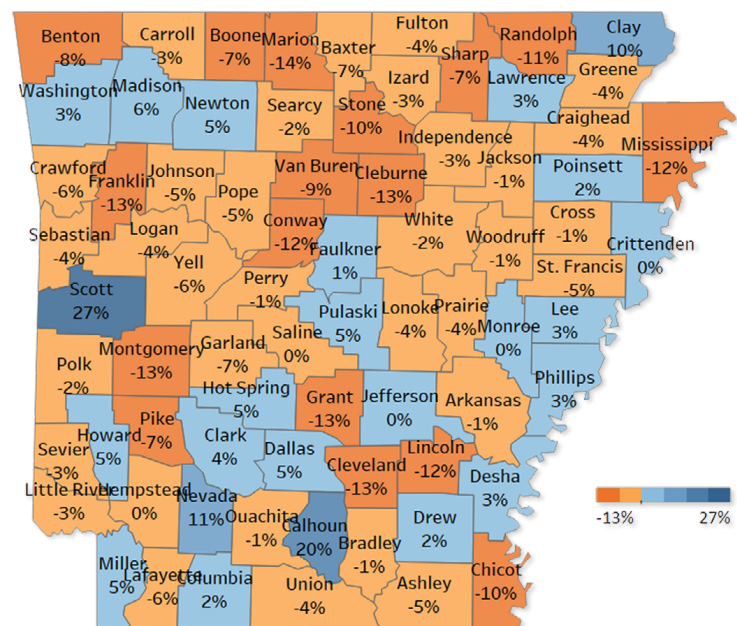 Benton
-8%
Carroll
-3%
Boone
-7%
Marion
-14%
Baxter
-7%
Fulton
-4%
Sharp
-7%
Randolph
-11%
Clay
10%
Washington
3%
Madison
6%
Newton
5%
Searcy
-2%
Stone
-10%
Izard
-3%
Lawrence
3%
Greene
-4%
Independence
-3%
Jackson
-1%
Craighead
-4%
Mississippi
-12%
Poinsett
2%
Crawford
-6%
Franklin
-13%
Johnson
-5%
Pope
-5%
Van Buren
-9%
Cleburne
-13%
Conway
-12%
Faulkner
1%
White
-2%
Woodruff
-1%
Cross
-1%
Crittenden
0%
St. Francis
-5%
Sebastian
-4%
Logan
-4%
Yell
-6%
Scott
27%
Perry
-1%
Pulaski
5%
Lonoke
-4%
Prairie
-4%
Monroe
0%
Lee
3%
Phillips
3%
Polk
-2%
Montgomery
-13%
Garland
-7%
Saline
0%
Hot Spring
5%
Grant
-13%
Jefferson
0%
Arkansas
-1%
Sevier
-3%
Howard
5%
Pike
-7%
Clark
4%
Dallas
5%
Cleveland
-13%
Lincoln
-12%
Desha
3%
Little River
-3%
Hempstead
0%
Nevada
11%
Ouachita
-1%
Calhoun
20%
Bradley
-1%
Drew
2%
Chicot
-10%
Miller
5%
Lafayette
-6%
Columbia
2%
Union
-4%
Ashley
-5%
-13%
27%